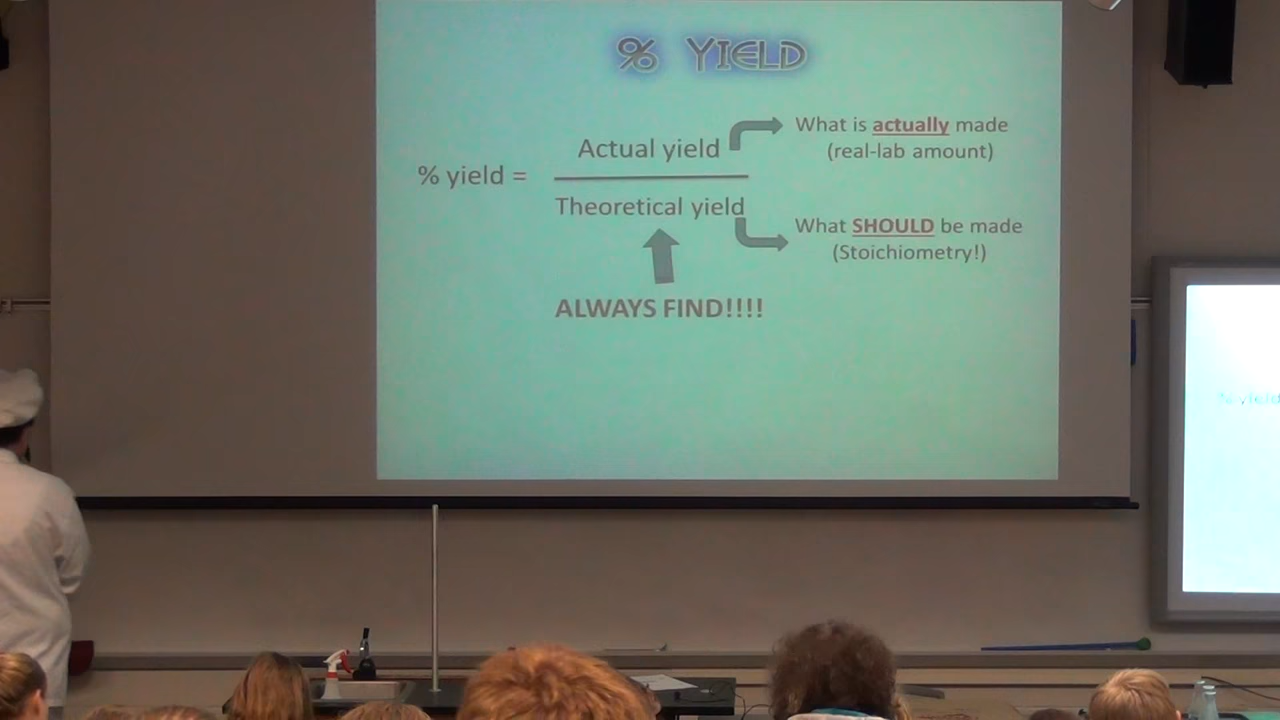 % YIELD
What is actually made
Actual yield
(real-lab amount)
% yield =
Theoretical yield
What SHOULD be made
(Stoichiometry!)
ALWAYS FIND!!!!
% yield